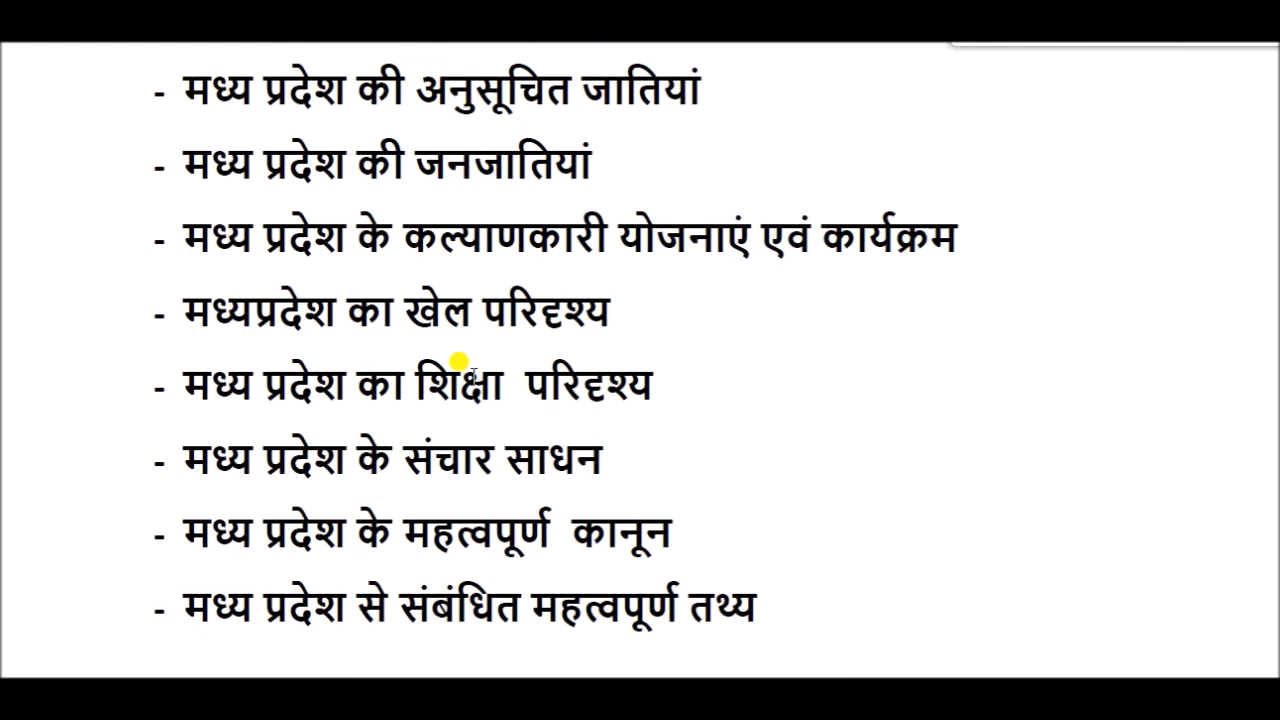 - मध्य प्रदेश की अनुसूचित जातियां
- मध्य प्रदेश की जनजातियां
- मध्य प्रदेश के कल्याणकारी योजनाएं एवं कार्यक्रम
- मध्यप्रदेश का खेल परिदृश्य
- मध्य प्रदेश का शिक्षा  परिदृश्य
- मध्य प्रदेश के संचार साधन
- मध्य प्रदेश के महत्वपूर्ण  कानून
- मध्य प्रदेश से संबंधित महत्वपूर्ण तथ्य